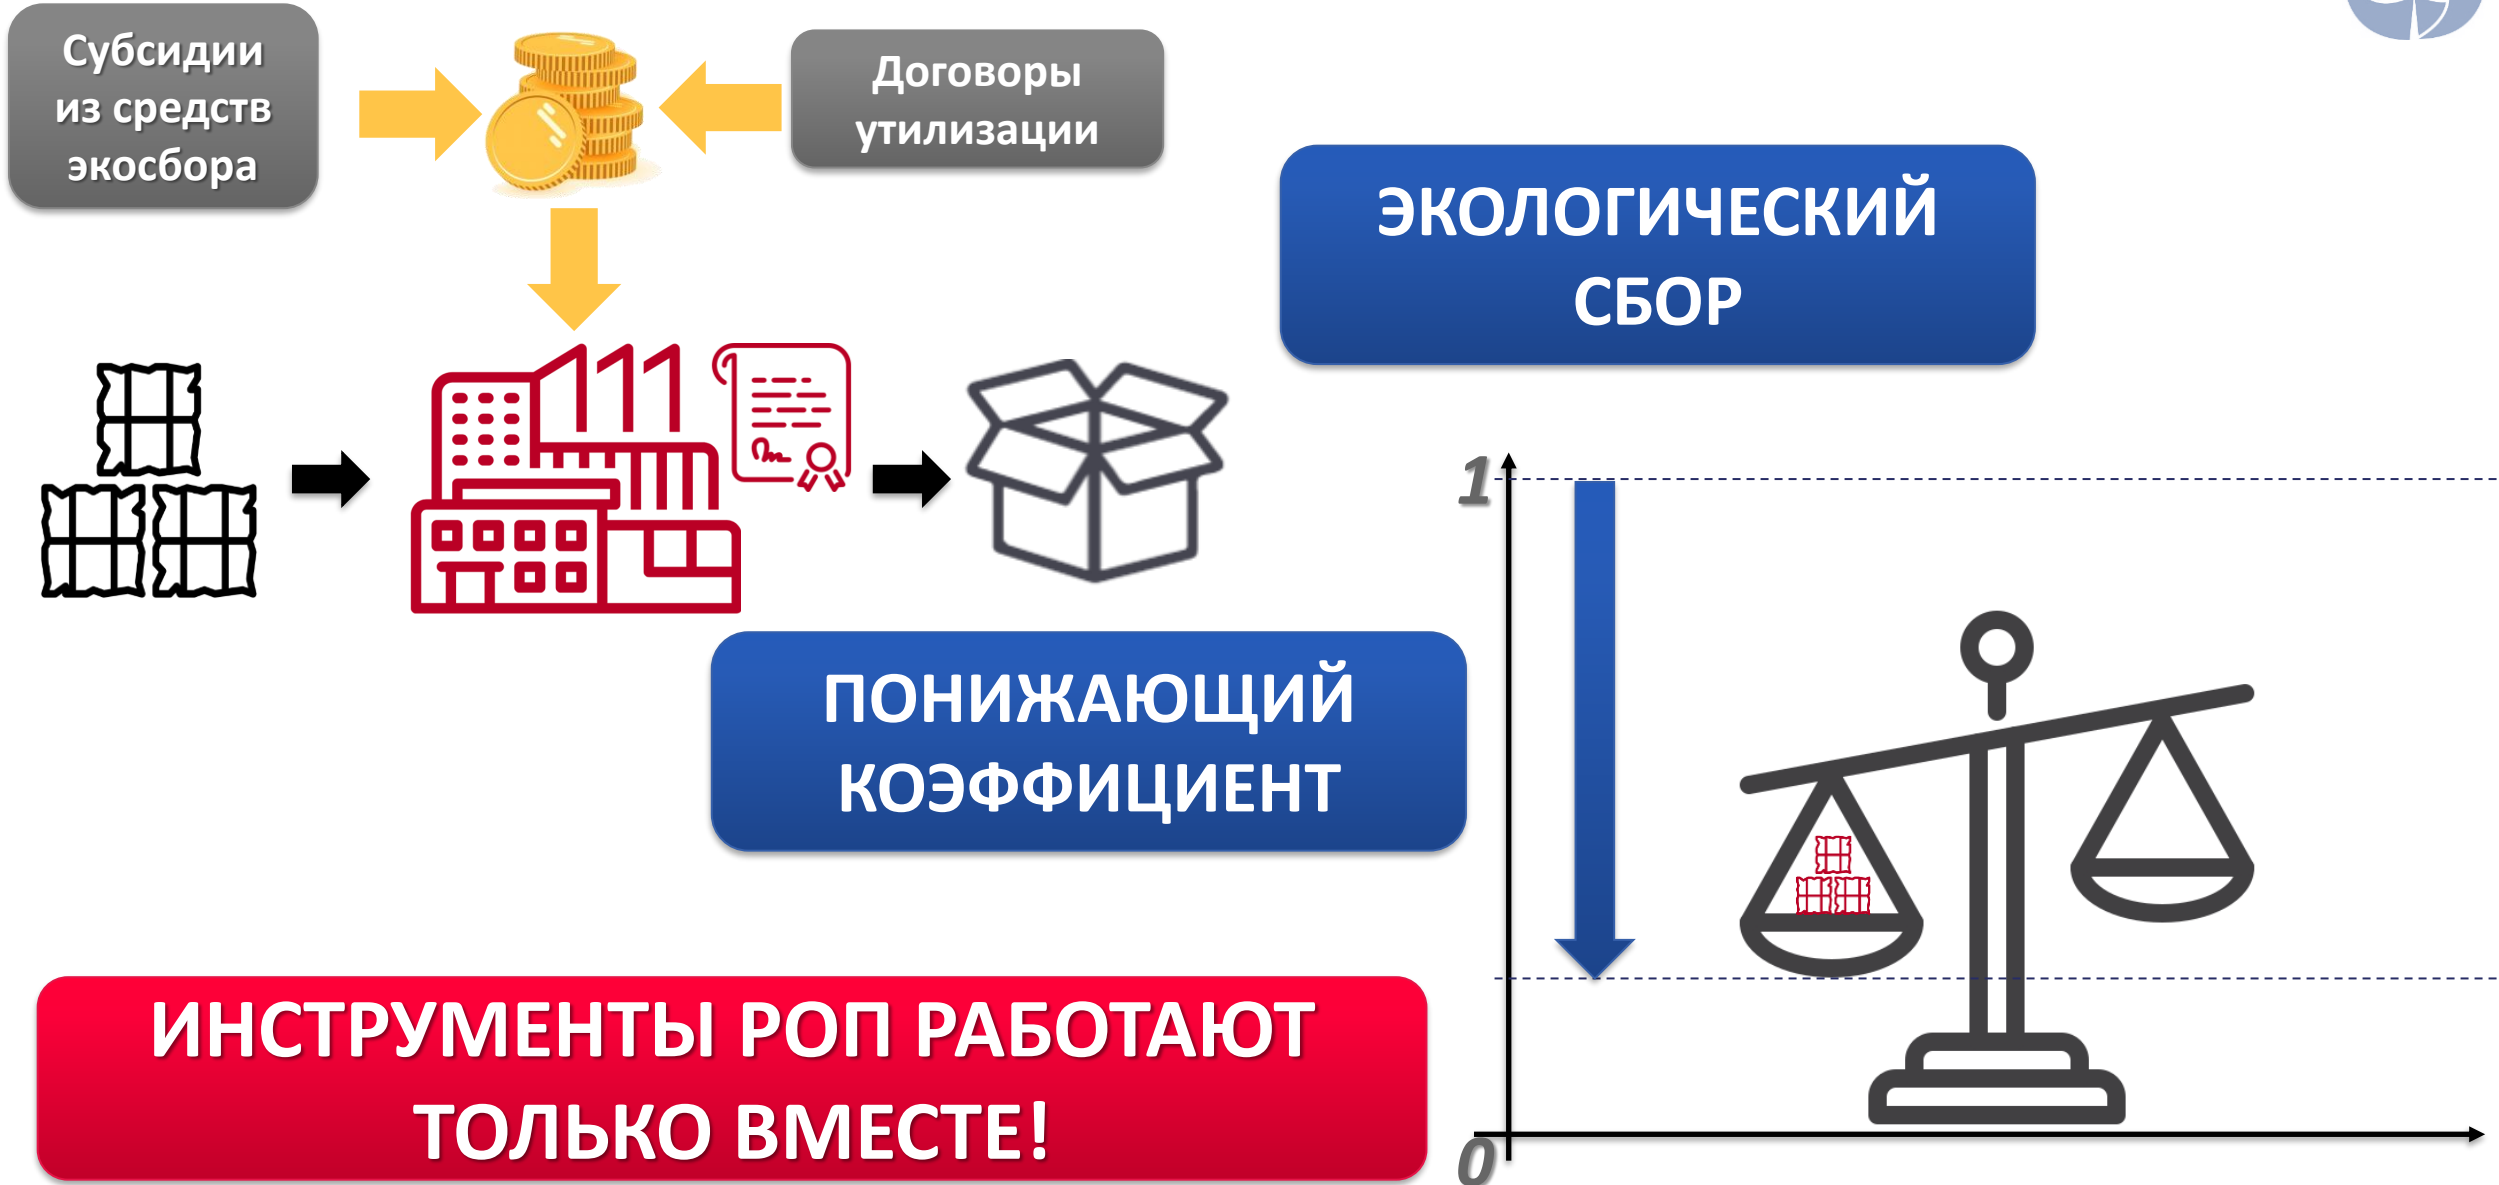 Субсидии
из средств
экосбора
Договоры
утилизации
ЭКОЛОГИЧЕСКИЙ
СБОР
1
ПОНИЖАЮЩИЙ
КОЭФФИЦИЕНТ
ИНСТРУМЕНТЫ РОП РАБОТАЮТ
ТОЛЬКО ВМЕСТЕ!
0